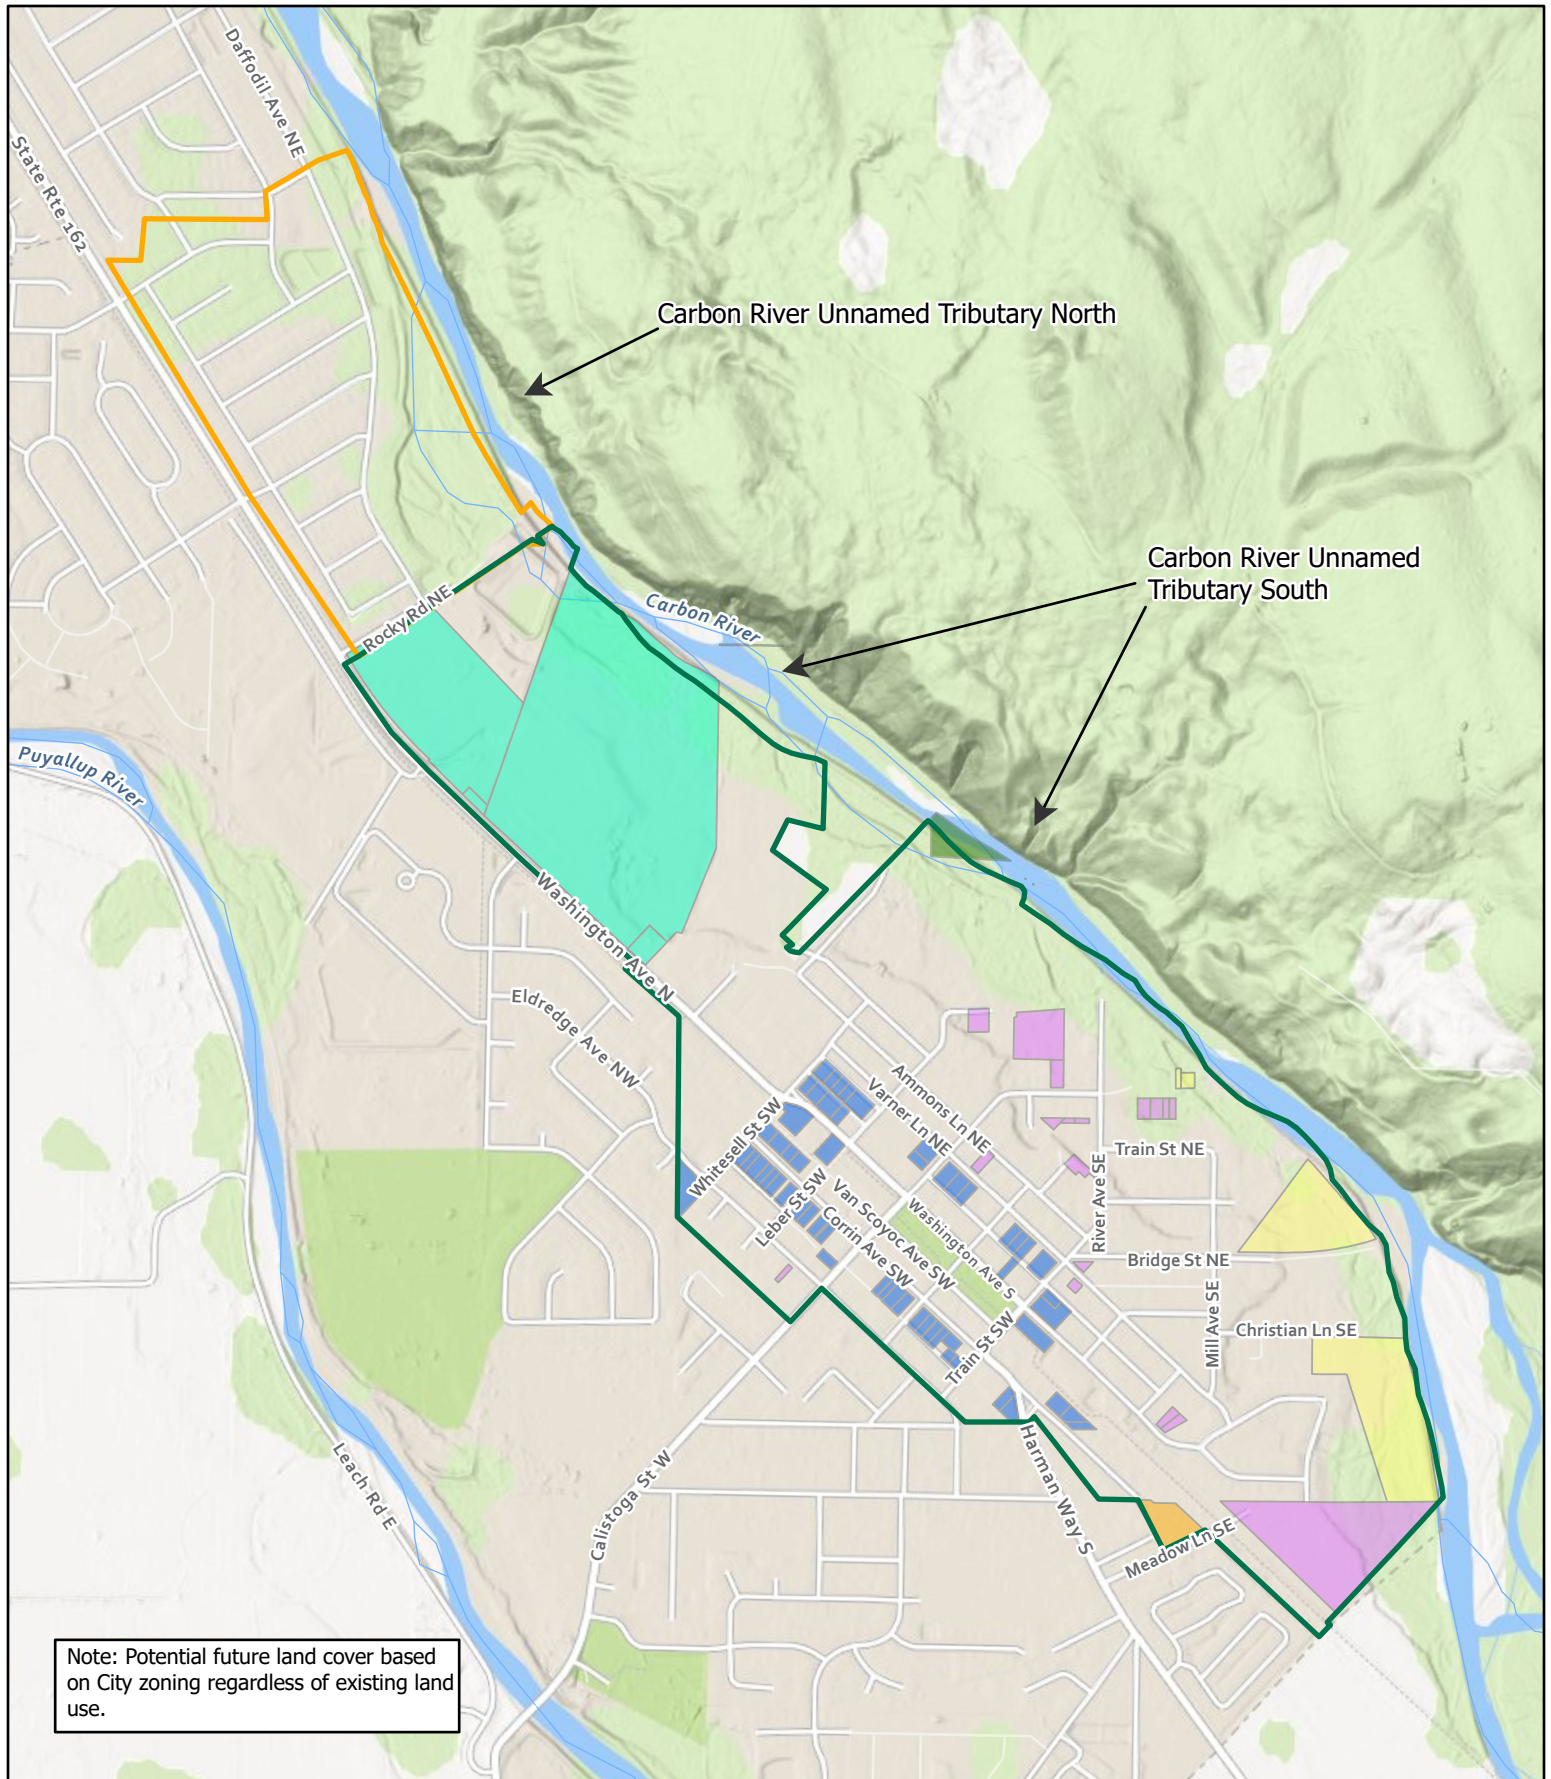 Daffodil Ave NE
State Rte 162
Carbon River Unnamed Tributary North
Carbon River Unnamed
Tributary South
Carbon River
Rocky Rd NE
Puyallup River
Washington Ave N
Eldredge Ave NW
Ammons Ln NE
Varner Ln NE
Whitesell St SW
Train St NE
River Ave SE
Leber St SW
Van Scoyoc Ave SW
Washington Ave S
Corrin Ave SW
Bridge St NE
Mill Ave SE
Christian Ln SE
Train St SW
Harman Way S
Leach Rd E
Calistoga St W
Meadow Ln SE
Note: Potential future land cover based
on City zoning regardless of existing land
use.